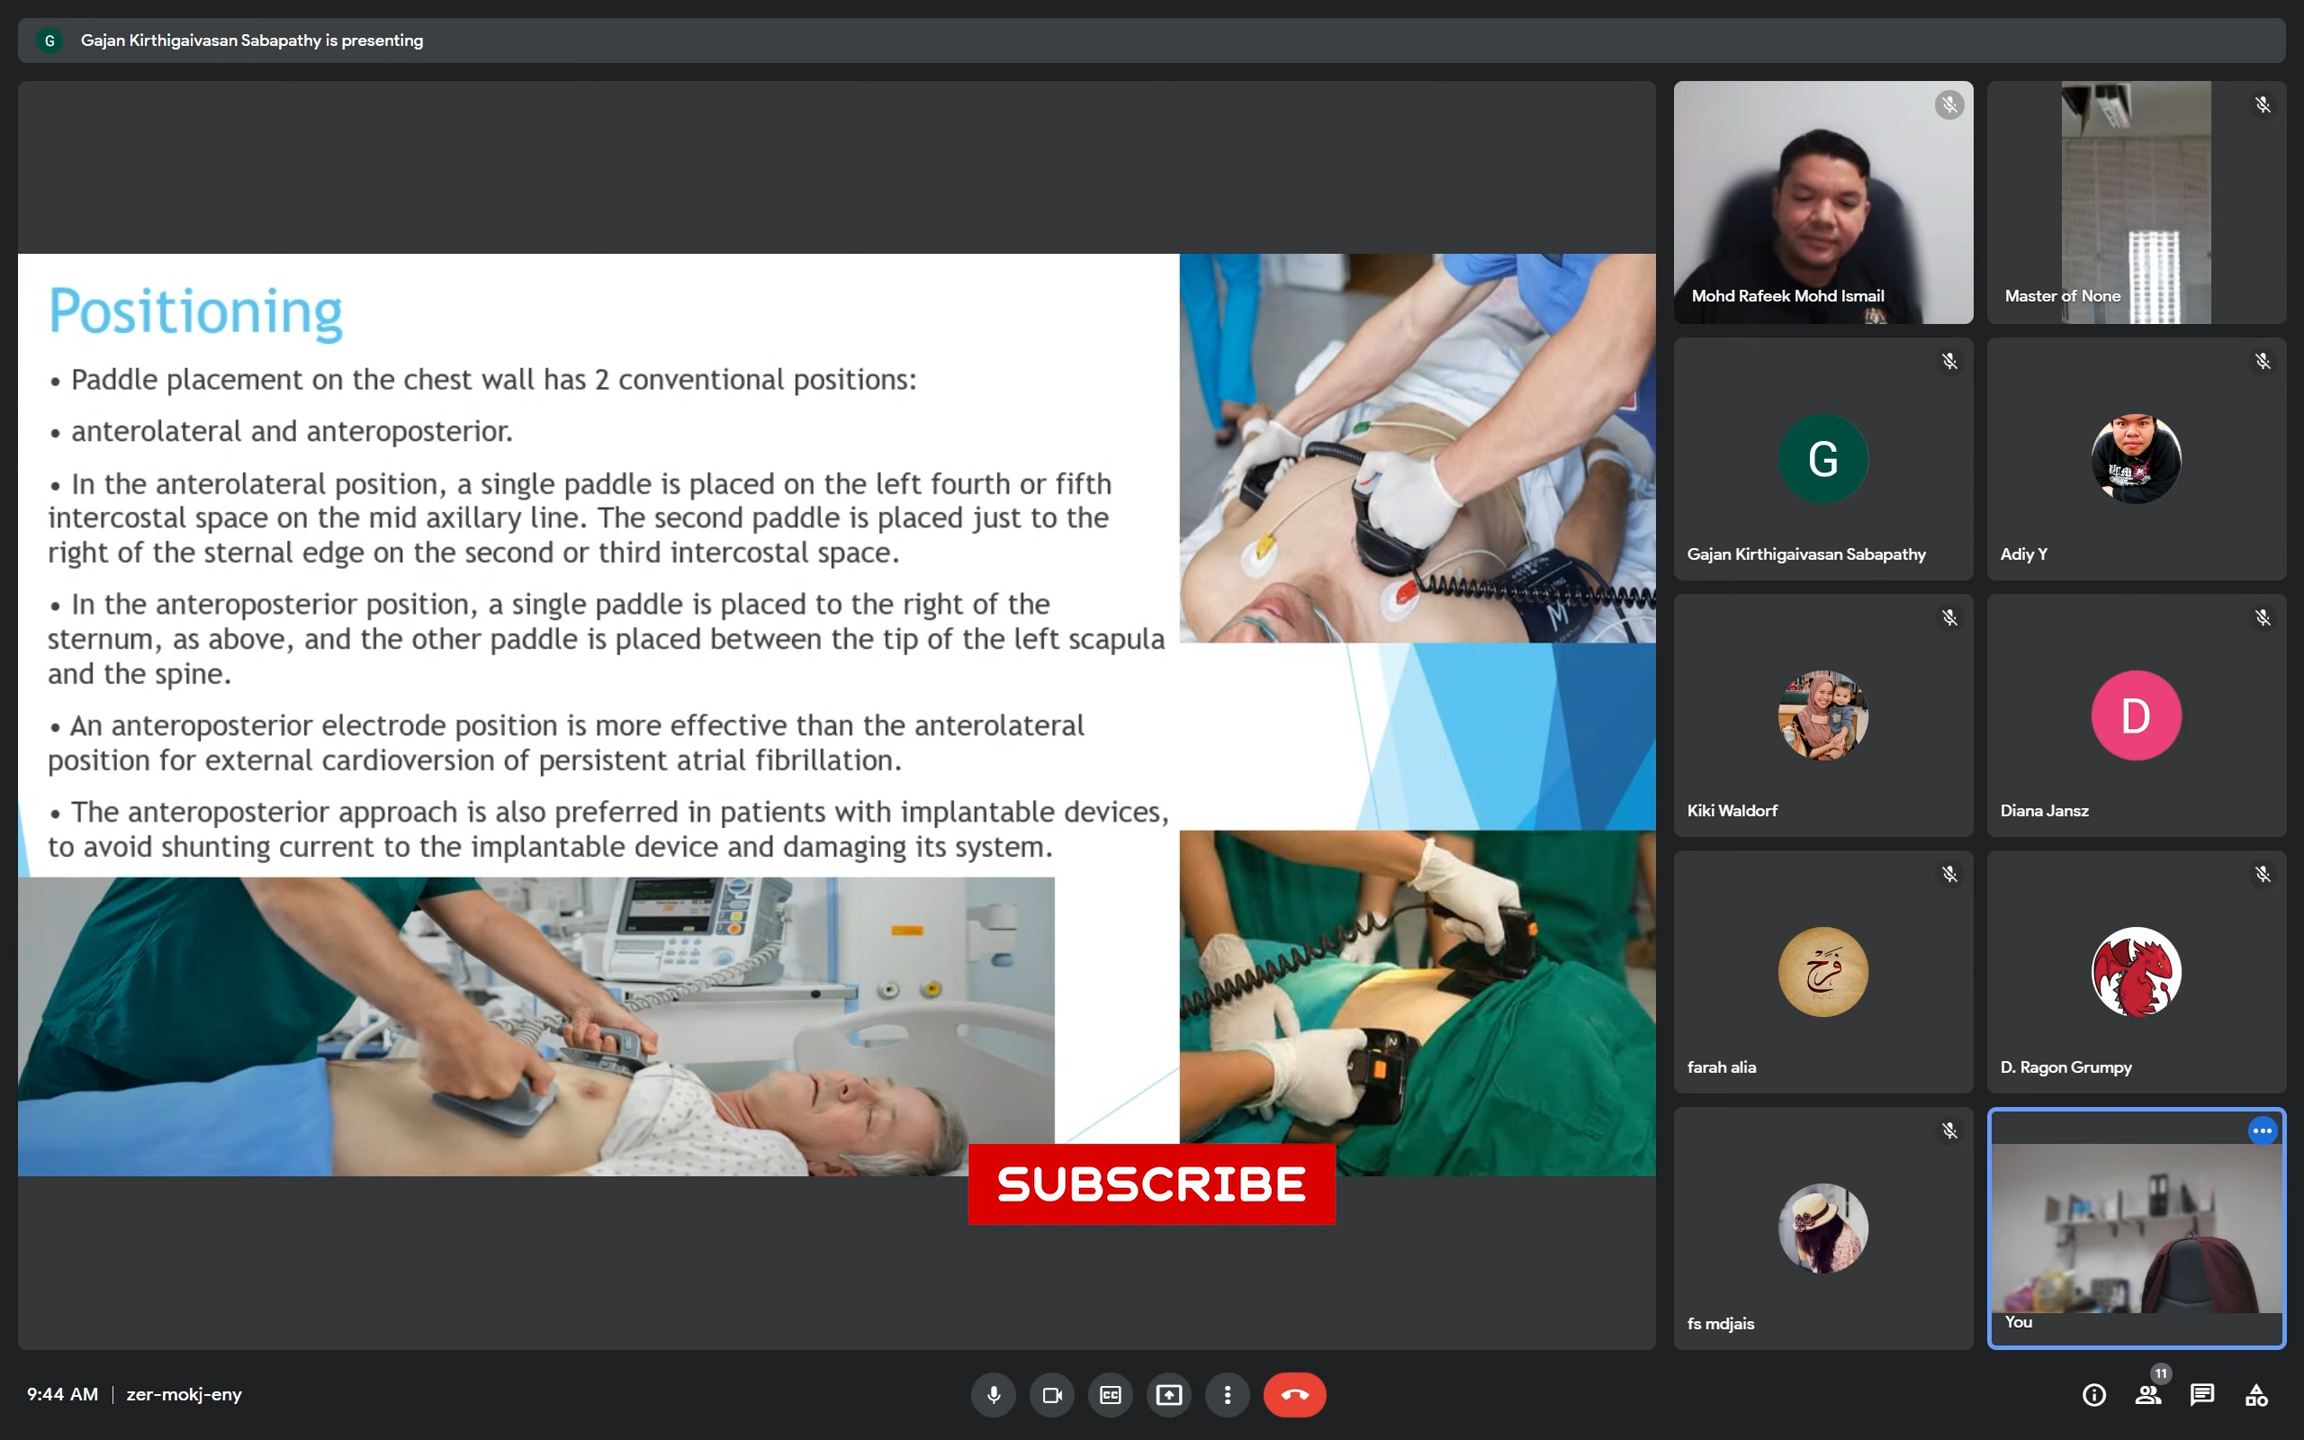 G Gajan Kirthigaivasan Sabapathy is presenting
Positioning
• Paddle placement on the chest wall has 2 conventional positions:
• anterolateral and anteroposterior.
• In the anterolateral position, a single paddle is placed on the left fourth or fifth
intercostal space on the mid axillary line. The second paddle is placed just to the
right of the sternal edge on the second or third intercostal space.
• In the anteroposterior position, a single paddle is placed to the right of the
sternum, as above, and the other paddle is placed between the tip of the left scapula
and the spine.
• An anteroposterior electrode position is more effective than the anterolateral
position for external cardioversion of persistent atrial fibrillation.
• The anteroposterior approach is also preferred in patients with implantable devices,
to avoid shunting current to the implantable device and damaging its system.
SUBSCRIBE
Mohd Rafeek Mohd Ismail
Master of None
G
Gajan Kirthigaivasan Sabapathy
Adiy Y
Kiki Waldorf
D
Diana Jansz
فرح
farah alia
D. Ragon Grumpy
fs mdjais
You
9:44 AM | zer-mokj-eny
CC
11